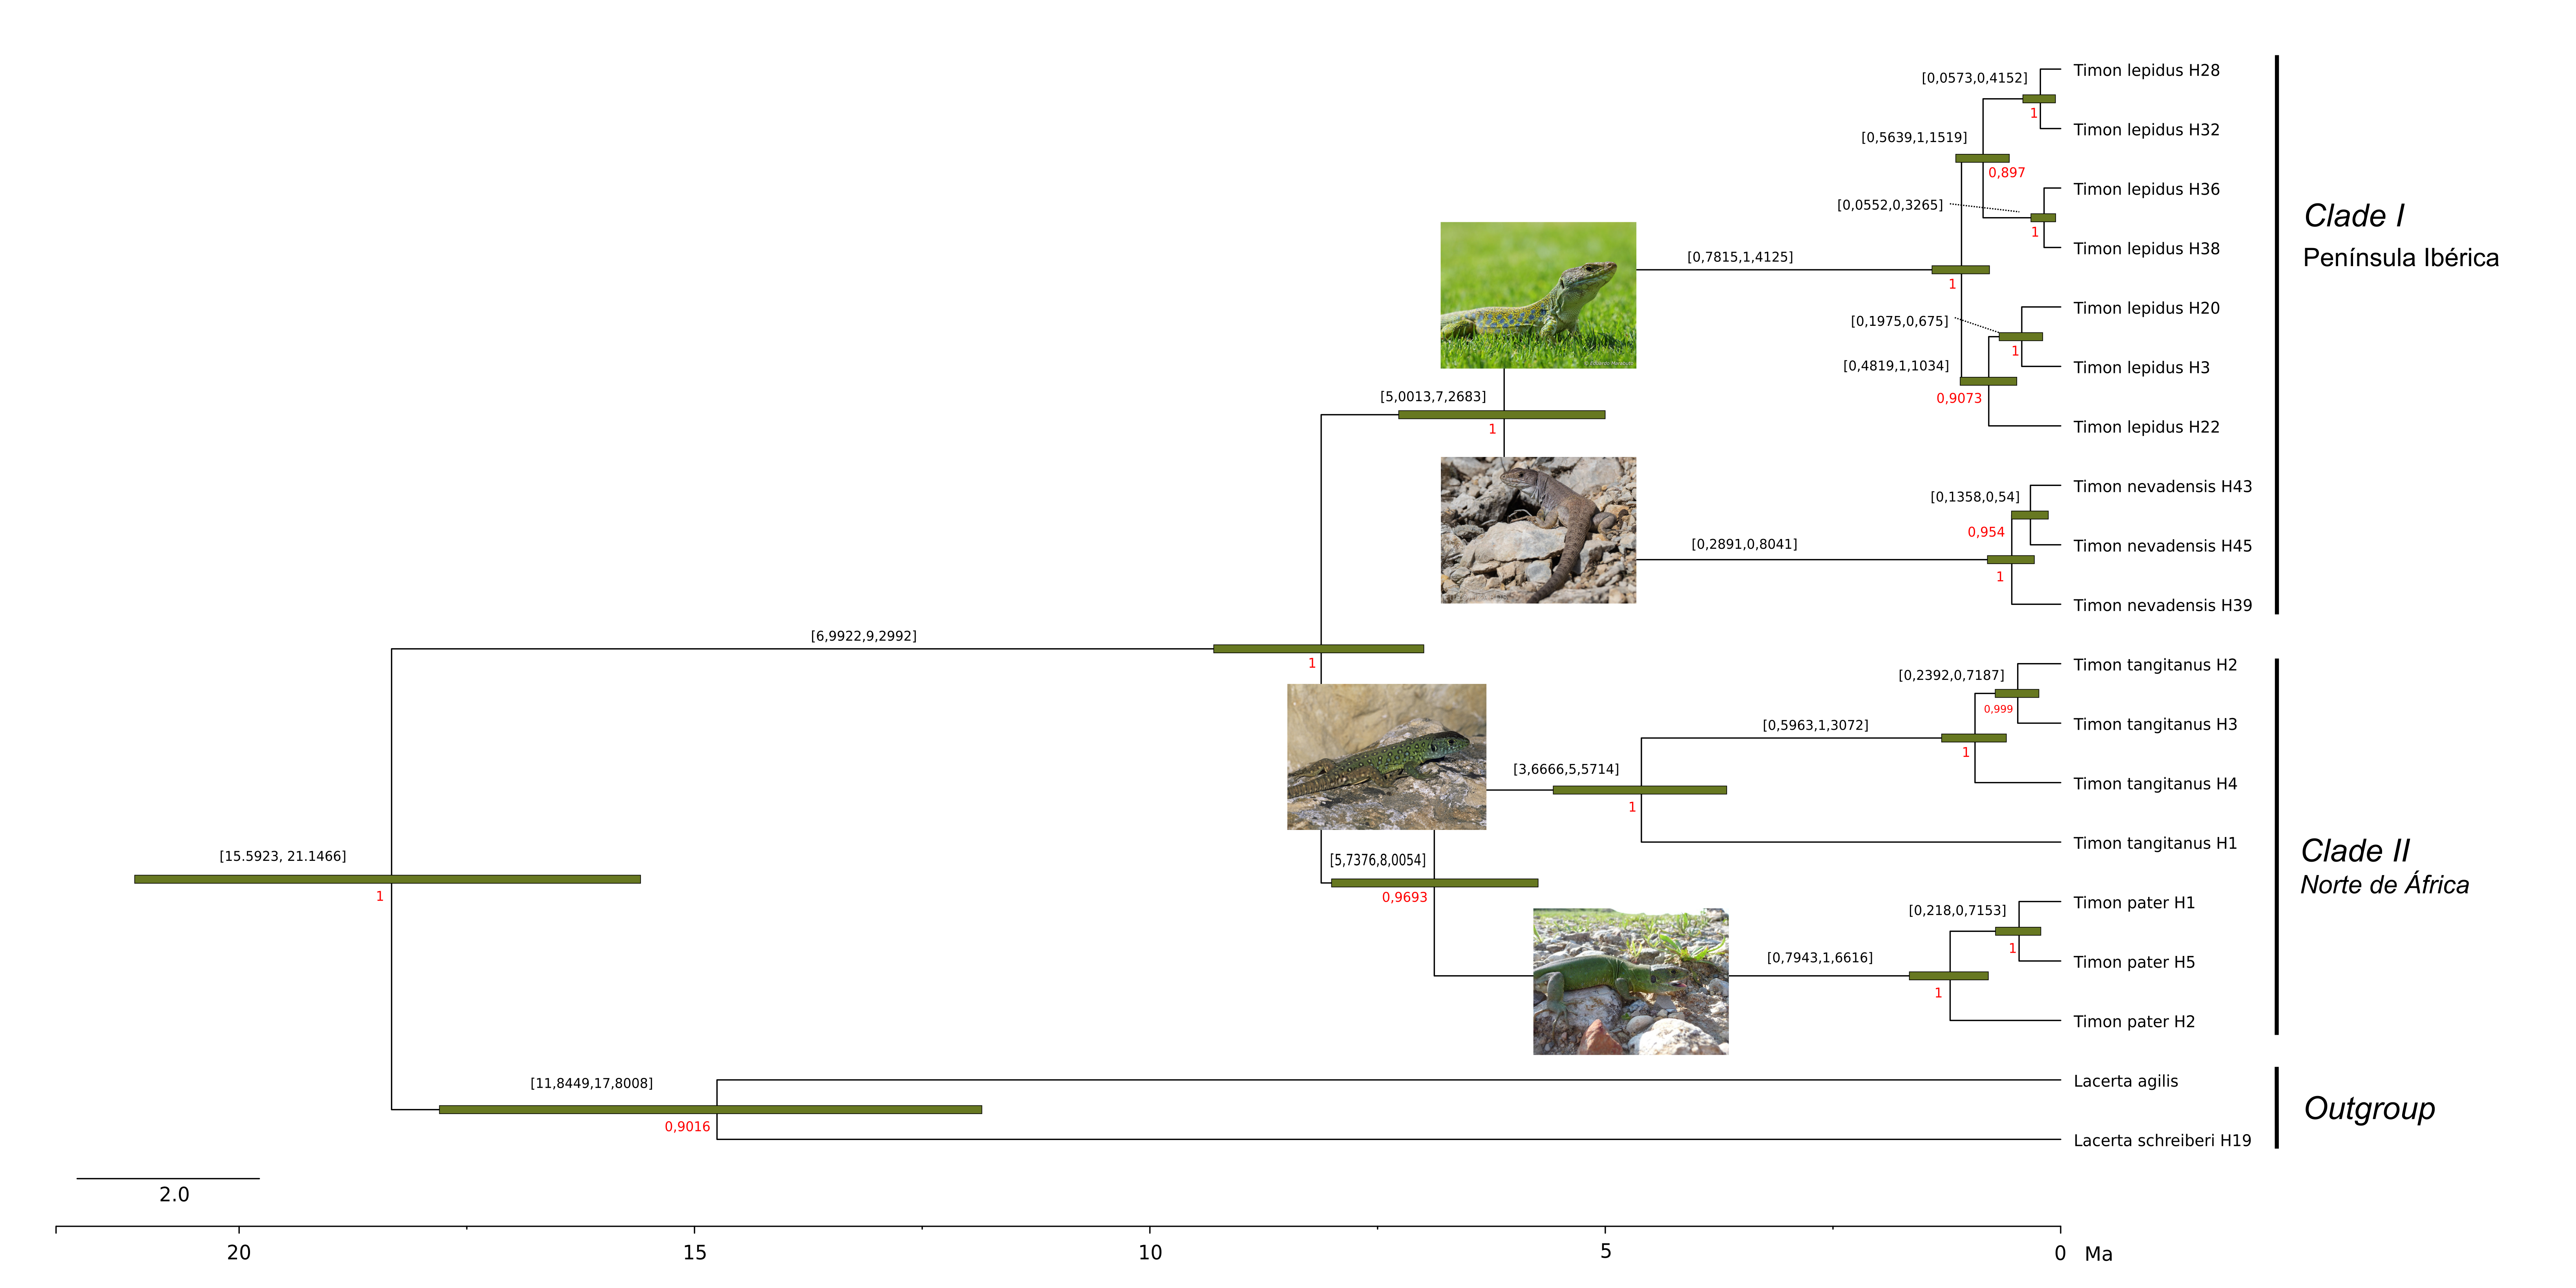 Timon lepidus H28
[0,0573,0,4152]
1
Timon lepidus H32
[0,5639,1,1519]
0,897
Timon lepidus H36
[0,0552,0,3265]
1
Timon lepidus H38
[0,7815,1,4125]
1
Timon lepidus H20
[0,1975,0,675]
1
Timon lepidus H3
[0,4819,1,1034]
0,9073
Timon lepidus H22
Clade I
Península Ibérica
[5,0013,7,2683]
1
Timon nevadensis H43
[0,1358,0,54]
0,954
Timon nevadensis H45
[0,2891,0,8041]
1
Timon nevadensis H39
[6,9922,9,2992]
1
Timon tangitanus H2
[0,2392,0,7187]
0,999
Timon tangitanus H3
[0,5963,1,3072]
1
Timon tangitanus H4
[3,6666,5,5714]
1
Timon tangitanus H1
Clade II
Norte de África
[15.5923, 21.1466]
1
[5,7376,8,0054]
0,9693
Timon pater H1
[0,218,0,7153]
1
Timon pater H5
[0,7943,1,6616]
1
Timon pater H2
[11,8449,17,8008]
0,9016
Lacerta agilis
Lacerta schreiberi H19
Outgroup
2.0
20 15 10 5 0 Ma